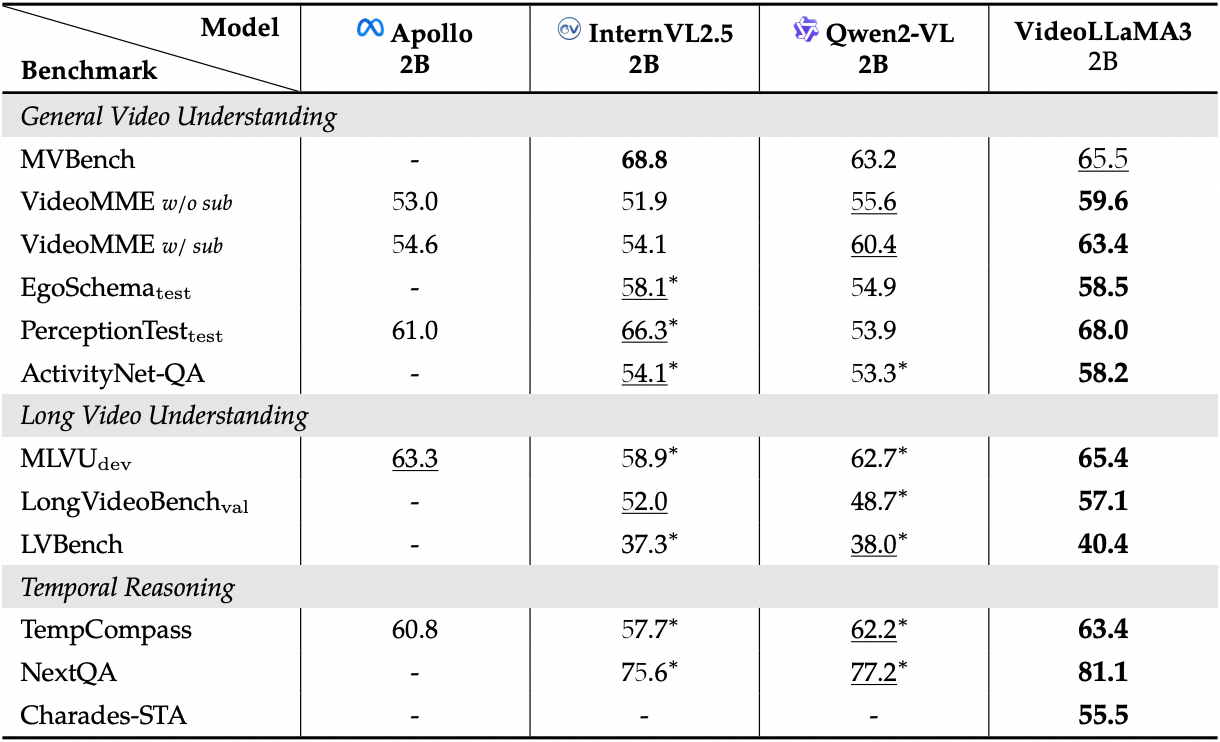 Model Apollo InternVL2.5 Qwen2-VL VideoLLaMA3
Benchmark 2B 2B 2B 2B
General Video Understanding
MVBench - 68.8 63.2 65.5
VideoMME w/o sub 53.0 51.9 55.6 59.6
VideoMME w/ sub 54.6 54.1 60.4 63.4
EgoSchema test - 58.1* 54.9 58.5
PerceptionTest test 61.0 66.3* 53.9 68.0
ActivityNet-QA - 54.1* 53.3* 58.2
Long Video Understanding
MLVU dev 63.3 58.9* 62.7* 65.4
LongVideoBench val - 52.0 48.7* 57.1
LVBench - 37.3* 38.0* 40.4
Temporal Reasoning
TempCompass 60.8 57.7* 62.2* 63.4
NextQA - 75.6* 77.2* 81.1
Charades-STA - - - 55.5